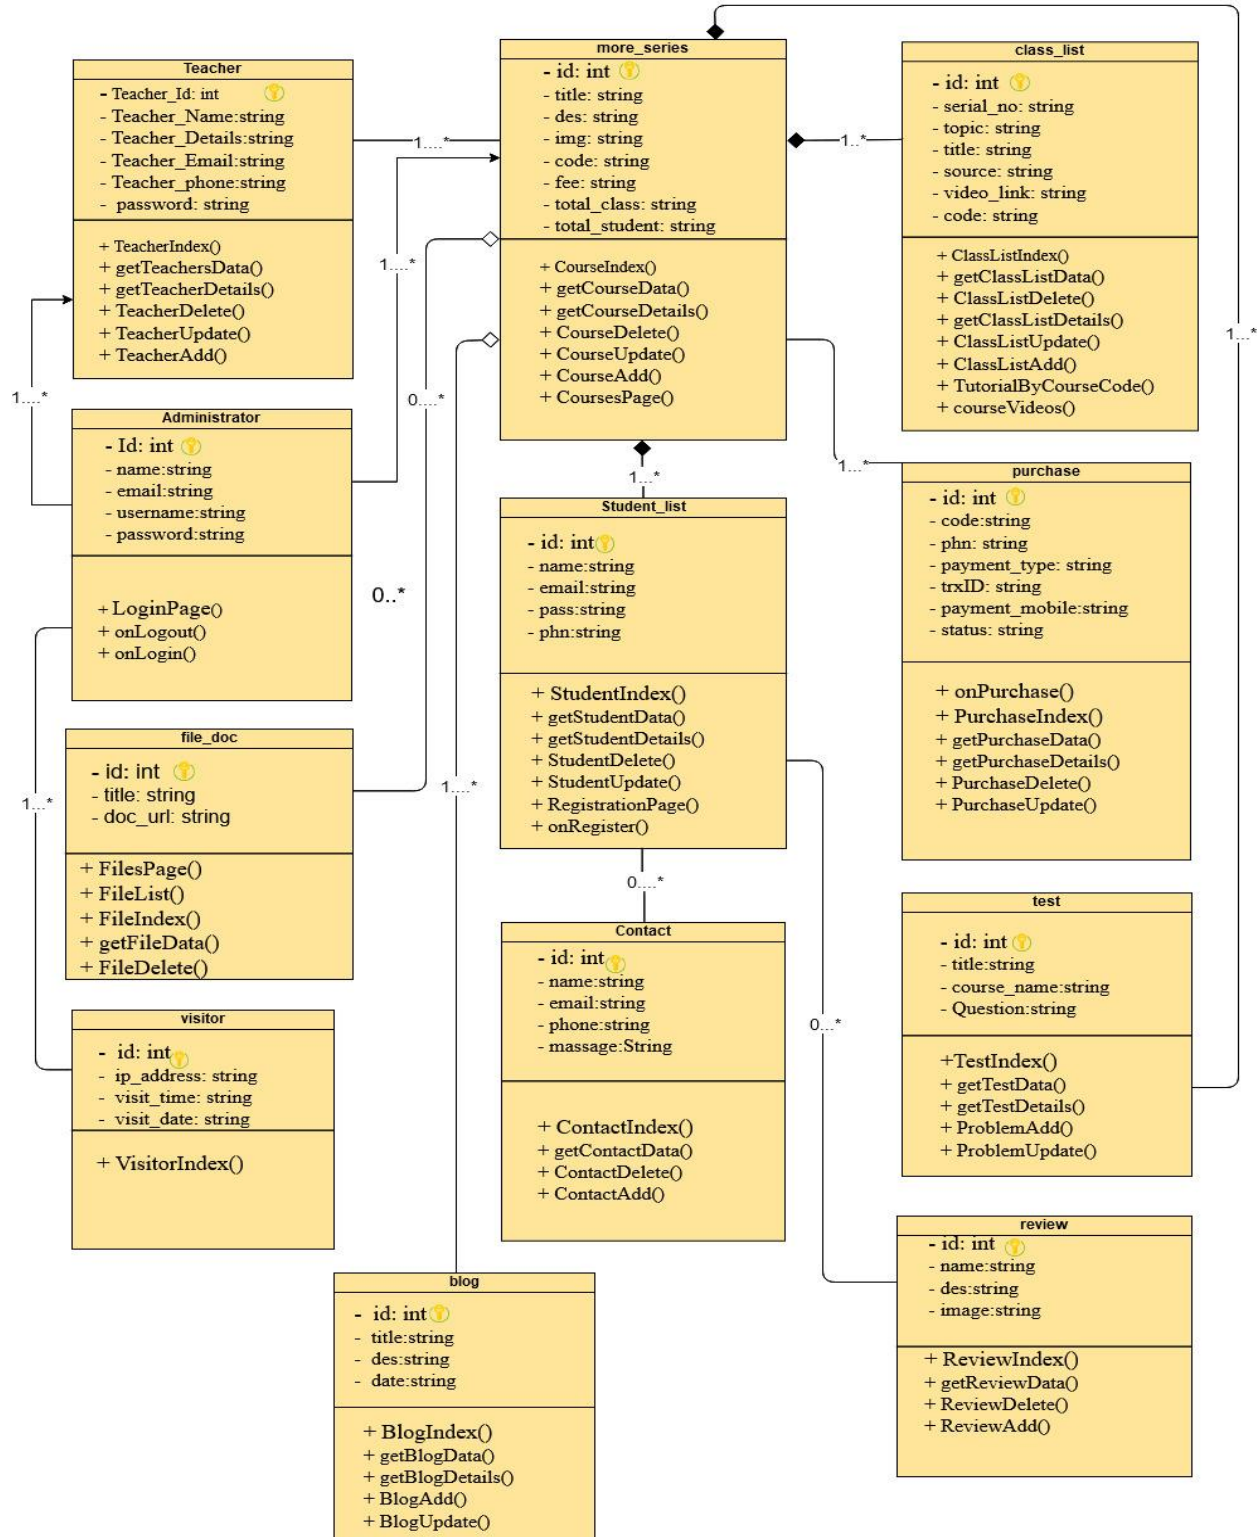 Teacher
- Teacher_Id: int
- Teacher_Name:string
- Teacher_Details:string
- Teacher_Email:string
- Teacher_phone:string
- password: string
+ TeacherIndex()
+ getTeachersData()
+ getTeacherDetails()
+ TeacherDelete()
+ TeacherUpdate()
+ TeacherAdd()
1....*
more_series
- id: int
- title: string
- des: string
- img: string
- code: string
- fee: string
- total_class: string
- total_student: string
+ CourseIndex()
+ getCourseData()
+ getCourseDetails()
+ CourseDelete()
+ CourseUpdate()
+ CourseAdd()
+ CoursesPage()
1..*
class_list
- id: int
- serial_no: string
- topic: string
- title: string
- source: string
- video_link: string
- code: string
+ ClassListIndex()
+ getClassListData()
+ ClassListDelete()
+ getClassListDetails()
+ ClassListUpdate()
+ ClassListAdd()
+ TutorialByCourseCode()
+ courseVideos()
1...*
1....*
1....*
0....*
Administrator
- Id: int
- name:string
- email:string
- username:string
- password:string
+ LoginPage()
+ onLogout()
+ onLogin()
0..*
1...*
Student_list
- id: int
- name:string
- email:string
- pass:string
- phn:string
+ StudentIndex()
+ getStudentData()
+ getStudentDetails()
+ StudentDelete()
+ StudentUpdate()
+ RegistrationPage()
+ onRegister()
1...*
purchase
- id: int
- code:string
- phn: string
- payment_type: string
- trxID: string
- payment_mobile:string
- status: string
+ onPurchase()
+ PurchaseIndex()
+ getPurchaseData()
+ getPurchaseDetails()
+ PurchaseDelete()
+ PurchaseUpdate()
file_doc
- id: int
- title: string
- doc_url: string
+ FilesPage()
+ FileList()
+ FileIndex()
+ getFileData()
+ FileDelete()
1...*
1....*
0....*
Contact
- id: int
- name:string
- email:string
- phone:string
- massage:String
+ ContactIndex()
+ getContactData()
+ ContactDelete()
+ ContactAdd()
0...*
test
- id: int
- title:string
- course_name:string
- Question:string
+TestIndex()
+ getTestData()
+ getTestDetails()
+ ProblemAdd()
+ ProblemUpdate()
visitor
- id: int
- ip_address: string
- visit_time: string
- visit_date: string
+ VisitorIndex()
review
- id: int
- name:string
- des:string
- image:string
+ ReviewIndex()
+ getReviewData()
+ ReviewDelete()
+ ReviewAdd()
blog
- id: int
- title:string
- des:string
- date:string
+ BlogIndex()
+ getBlogData()
+ getBlogDetails()
+ BlogAdd()
+ BlogUpdate()